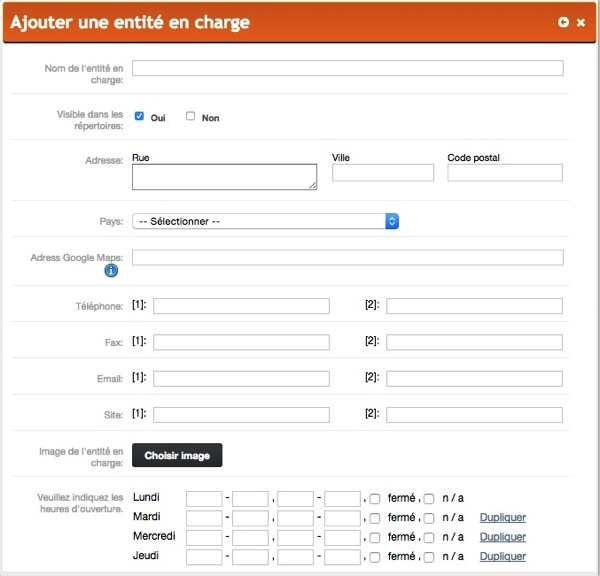 Ajouter une entité en charge
Nom de l'entité en
charge:
Visible dans les
répertoires:
Oui Non
Adresse: Rue Ville Code postal
Pays: -- Sélectionner --
Adress Google Maps:
Téléphone: [1]: [2]:
Fax: [1]: [2]:
Email: [1]: [2]:
Site: [1]: [2]:
Image de l'entité en
charge:
Choisir image
Veuillez indiquez les
heures d'ouverture.
Lundi - , - , fermé , n / a
Mardi - , - , fermé , n / a Dupliquer
Mercredi - , - , fermé , n / a Dupliquer
Jeudi - , - , fermé , n / a Dupliquer